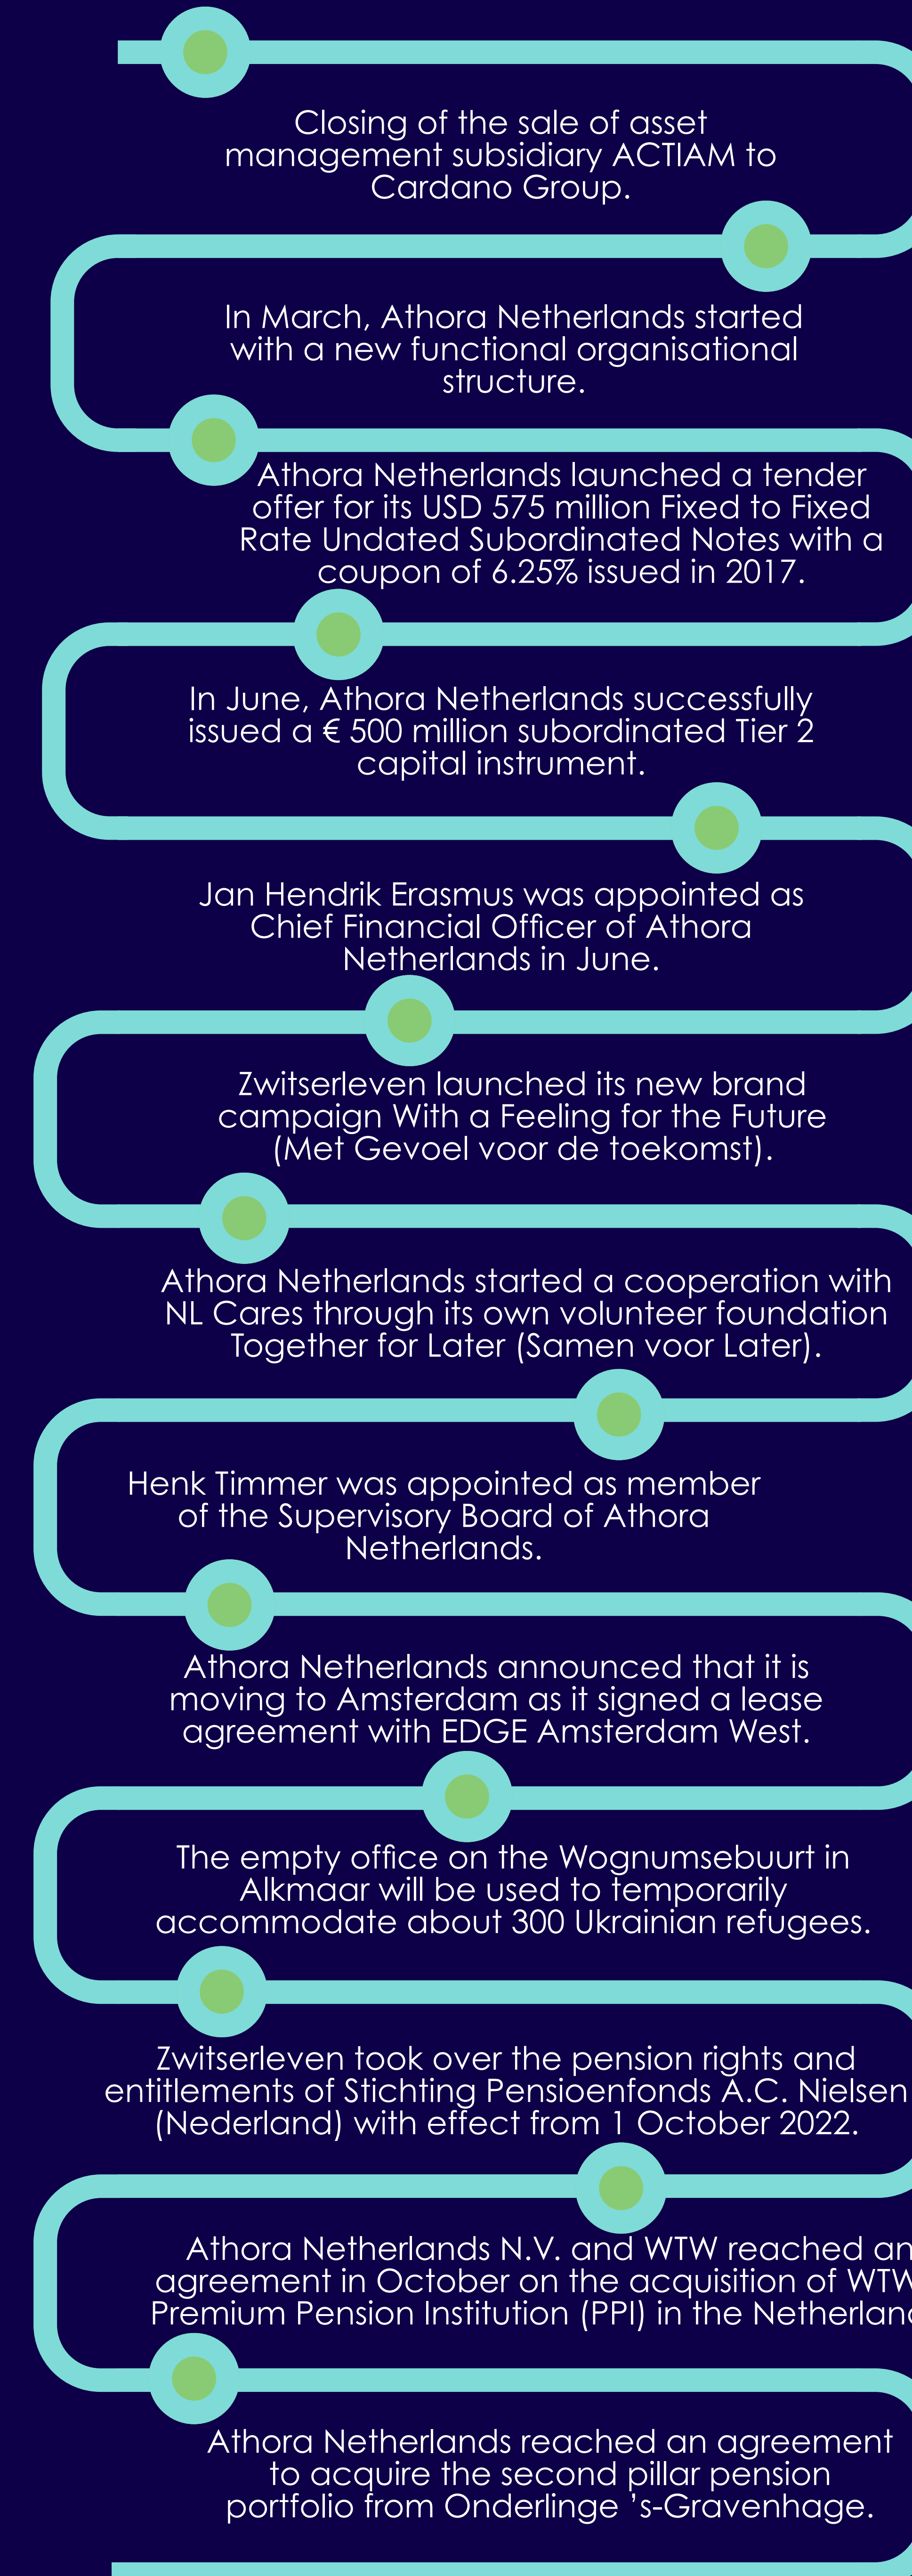 Closing of the sale of asset
management subsidiary ACTIAM to
Cardano Group.
In March, Athora Netherlands started
with a new functional organisational
structure.
Athora Netherlands launched a tender
offer for its USD 575 million Fixed to Fixed
Rate Undated Subordinated Notes with a
coupon of 6.25% issued in 2017.
In June, Athora Netherlands successfully
issued a € 500 million subordinated Tier 2
capital instrument.
Jan Hendrik Erasmus was appointed as
Chief Financial Officer of Athora
Netherlands in June.
Zwitserleven launched its new brand
campaign With a Feeling for the Future
(Met Gevoel voor de toekomst).
Athora Netherlands started a cooperation with
NL Cares through its own volunteer foundation
Together for Later (Samen voor Later).
Henk Timmer was appointed as member
of the Supervisory Board of Athora
Netherlands.
Athora Netherlands announced that it is
moving to Amsterdam as it signed a lease
agreement with EDGE Amsterdam West.
The empty office on the Wognumsebuurt in
Alkmaar will be used to temporarily
accommodate about 300 Ukrainian refugees.
Zwitserleven took over the pension rights and
entitlements of Stichting Pensioenfonds A.C. Nielsen
(Nederland) with effect from 1 October 2022.
Athora Netherlands N.V. and WTW reached an
agreement in October on the acquisition of WTW
Premium Pension Institution (PPI) in the Netherlan
Athora Netherlands reached an agreement
to acquire the second pillar pension
portfolio from Onderlinge ’s-Gravenhage.